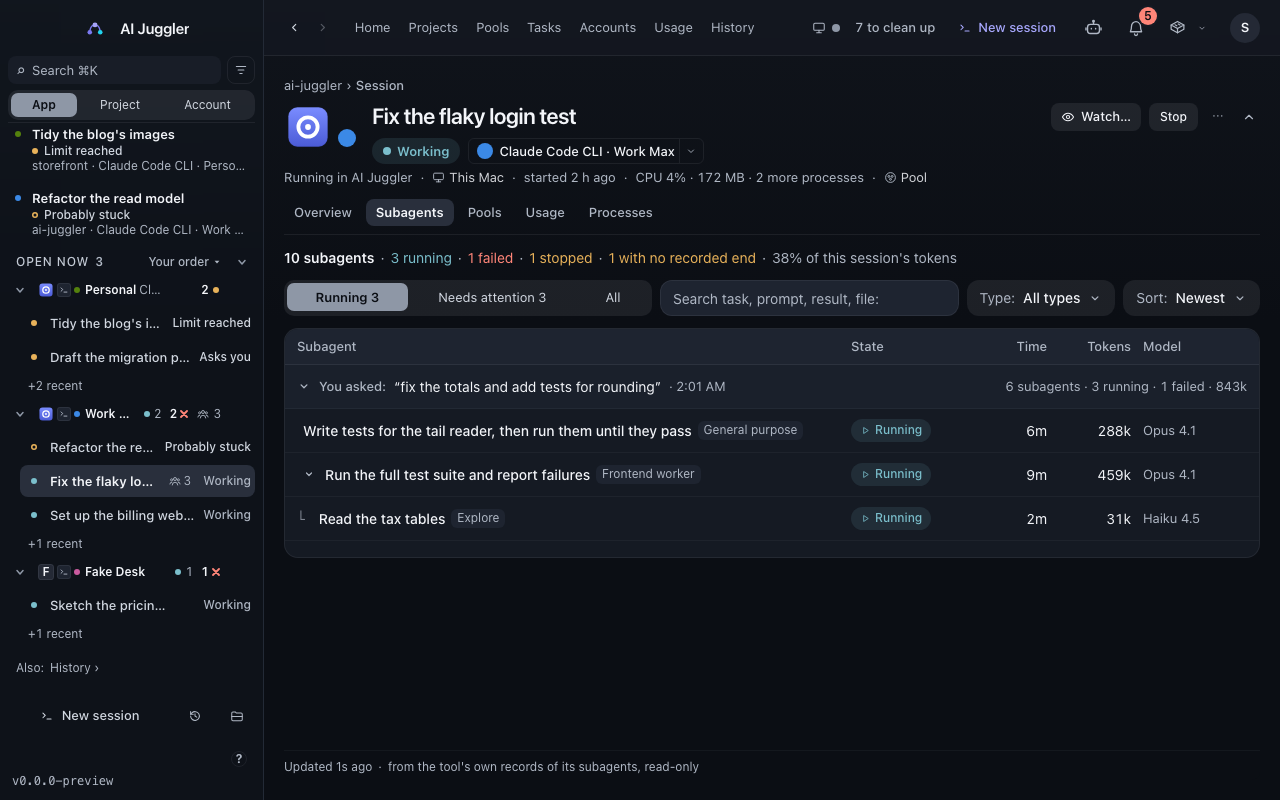 AI Juggler
Search ⌘K
App Project Account
Tidy the blog's images
Limit reached
storefront · Claude Code CLI · Perso...
Refactor the read model
Probably stuck
ai-juggler · Claude Code CLI · Work ...
OPEN NOW 3 Your order
Personal Cl... 2
Tidy the blog's i... Limit reached
Draft the migration p... Asks you
+2 recent
Work ... 2 2 3
Refactor the re... Probably stuck
Fix the flaky lo... 3 Working
Set up the billing web... Working
+1 recent
F Fake Desk 1 1
Sketch the pricin... Working
+1 recent
Also: History ›
New session
?
v0.0.0-preview
Home Projects Pools Tasks Accounts Usage History
7 to clean up New session 5 S
ai-juggler › Session
Fix the flaky login test
Watch... Stop ...
Working Claude Code CLI · Work Max
Running in AI Juggler · This Mac · started 2 h ago · CPU 4% · 172 MB · 2 more processes · Pool
Overview Subagents Pools Usage Processes
10 subagents · 3 running · 1 failed · 1 stopped · 1 with no recorded end · 38% of this session's tokens
Running 3 Needs attention 3 All
Search task, prompt, result, file:
Type: All types Sort: Newest
Subagent State Time Tokens Model
You asked: “fix the totals and add tests for rounding” · 2:01 AM 6 subagents · 3 running · 1 failed · 843k
Write tests for the tail reader, then run them until they pass General purpose Running 6m 288k Opus 4.1
Run the full test suite and report failures Frontend worker Running 9m 459k Opus 4.1
Read the tax tables Explore Running 2m 31k Haiku 4.5
Updated 1s ago · from the tool's own records of its subagents, read-only